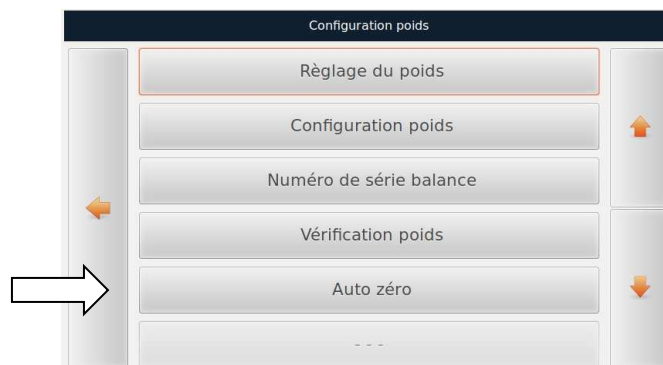 Configuration poids
Règlage du poids
Configuration poids
Numéro de série balance
Vérification poids
Auto zéro
- - -